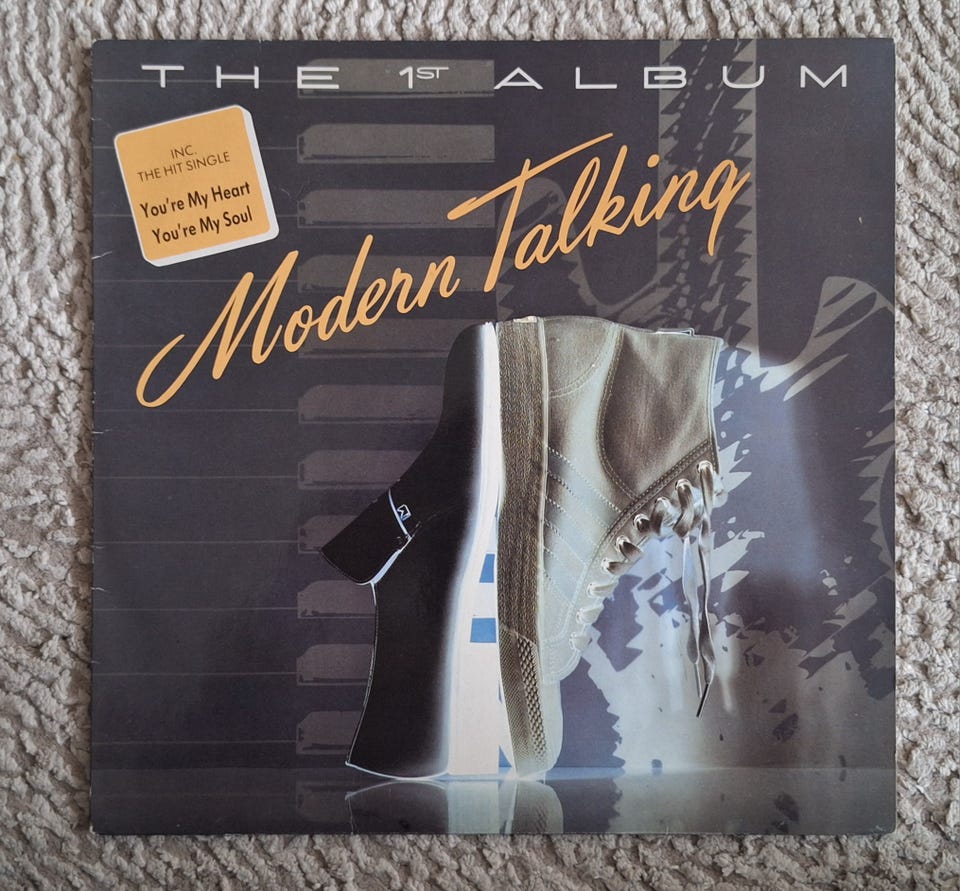 THE 1ST ALBUM
INC.
THE HIT SINGLE
You're My Heart
You're My Soul
Modern Talking